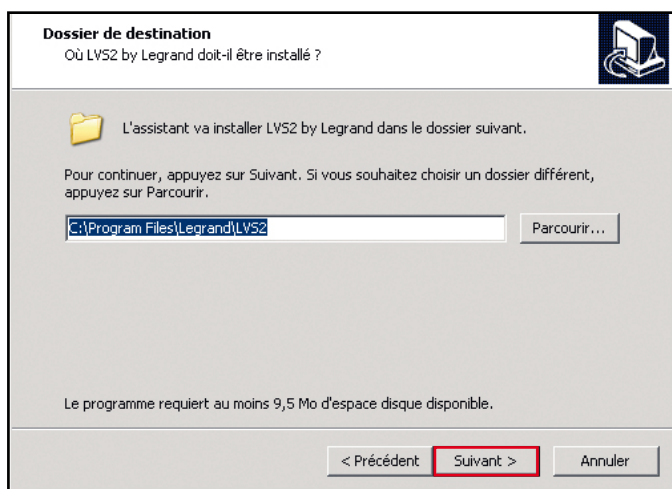 Dossier de destination
Où LVS2 by Legrand doit-il être installé ?
L'assistant va installer LVS2 by Legrand dans le dossier suivant.
Pour continuer, appuyez sur Suivant. Si vous souhaitez choisir un dossier différent,
appuyez sur Parcourir.
C:\Program Files\Legrand\LVS2
Parcourir...
Le programme requiert au moins 9,5 Mo d'espace disque disponible.
< Précédent
Suivant >
Annuler